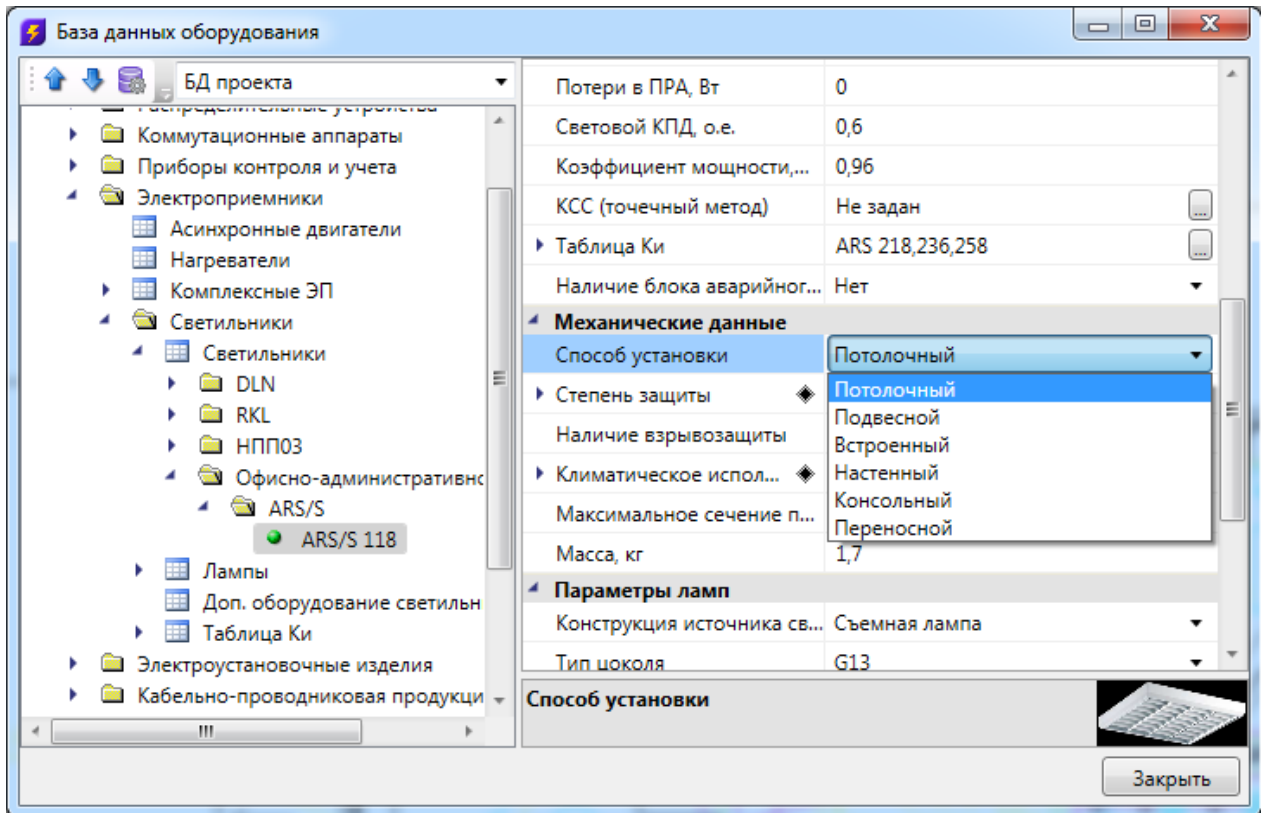 База данных оборудования
БД проекта
Распределительные устройства
Коммутационные аппараты
Приборы контроля и учета
Электроприемники
Асинхронные двигатели
Нагреватели
Комплексные ЭП
Светильники
Светильники
DLN
RKL
НПП03
Офисно-административно
ARS/S
ARS/S 118
Лампы
Доп. оборудование светильн
Таблица Ки
Электроустановочные изделия
Кабельно-проводниковая продукци
Потери в ПРА, Вт 0
Световой КПД, о.е. 0,6
Коэффициент мощности,... 0,96
КСС (точечный метод) Не задан ...
Таблица Ки ARS 218,236,258 ...
Наличие блока аварийног... Нет
Механические данные
Способ установки Потолочный
Степень защиты
Наличие взрывозащиты
Климатическое испол...
Максимальное сечение п...
Потолочный
Подвесной
Встроенный
Настенный
Консольный
Переносной
Масса, кг 1,7
Параметры ламп
Конструкция источника св... Съемная лампа
Тип цоколя G13
Способ установки
Закрыть